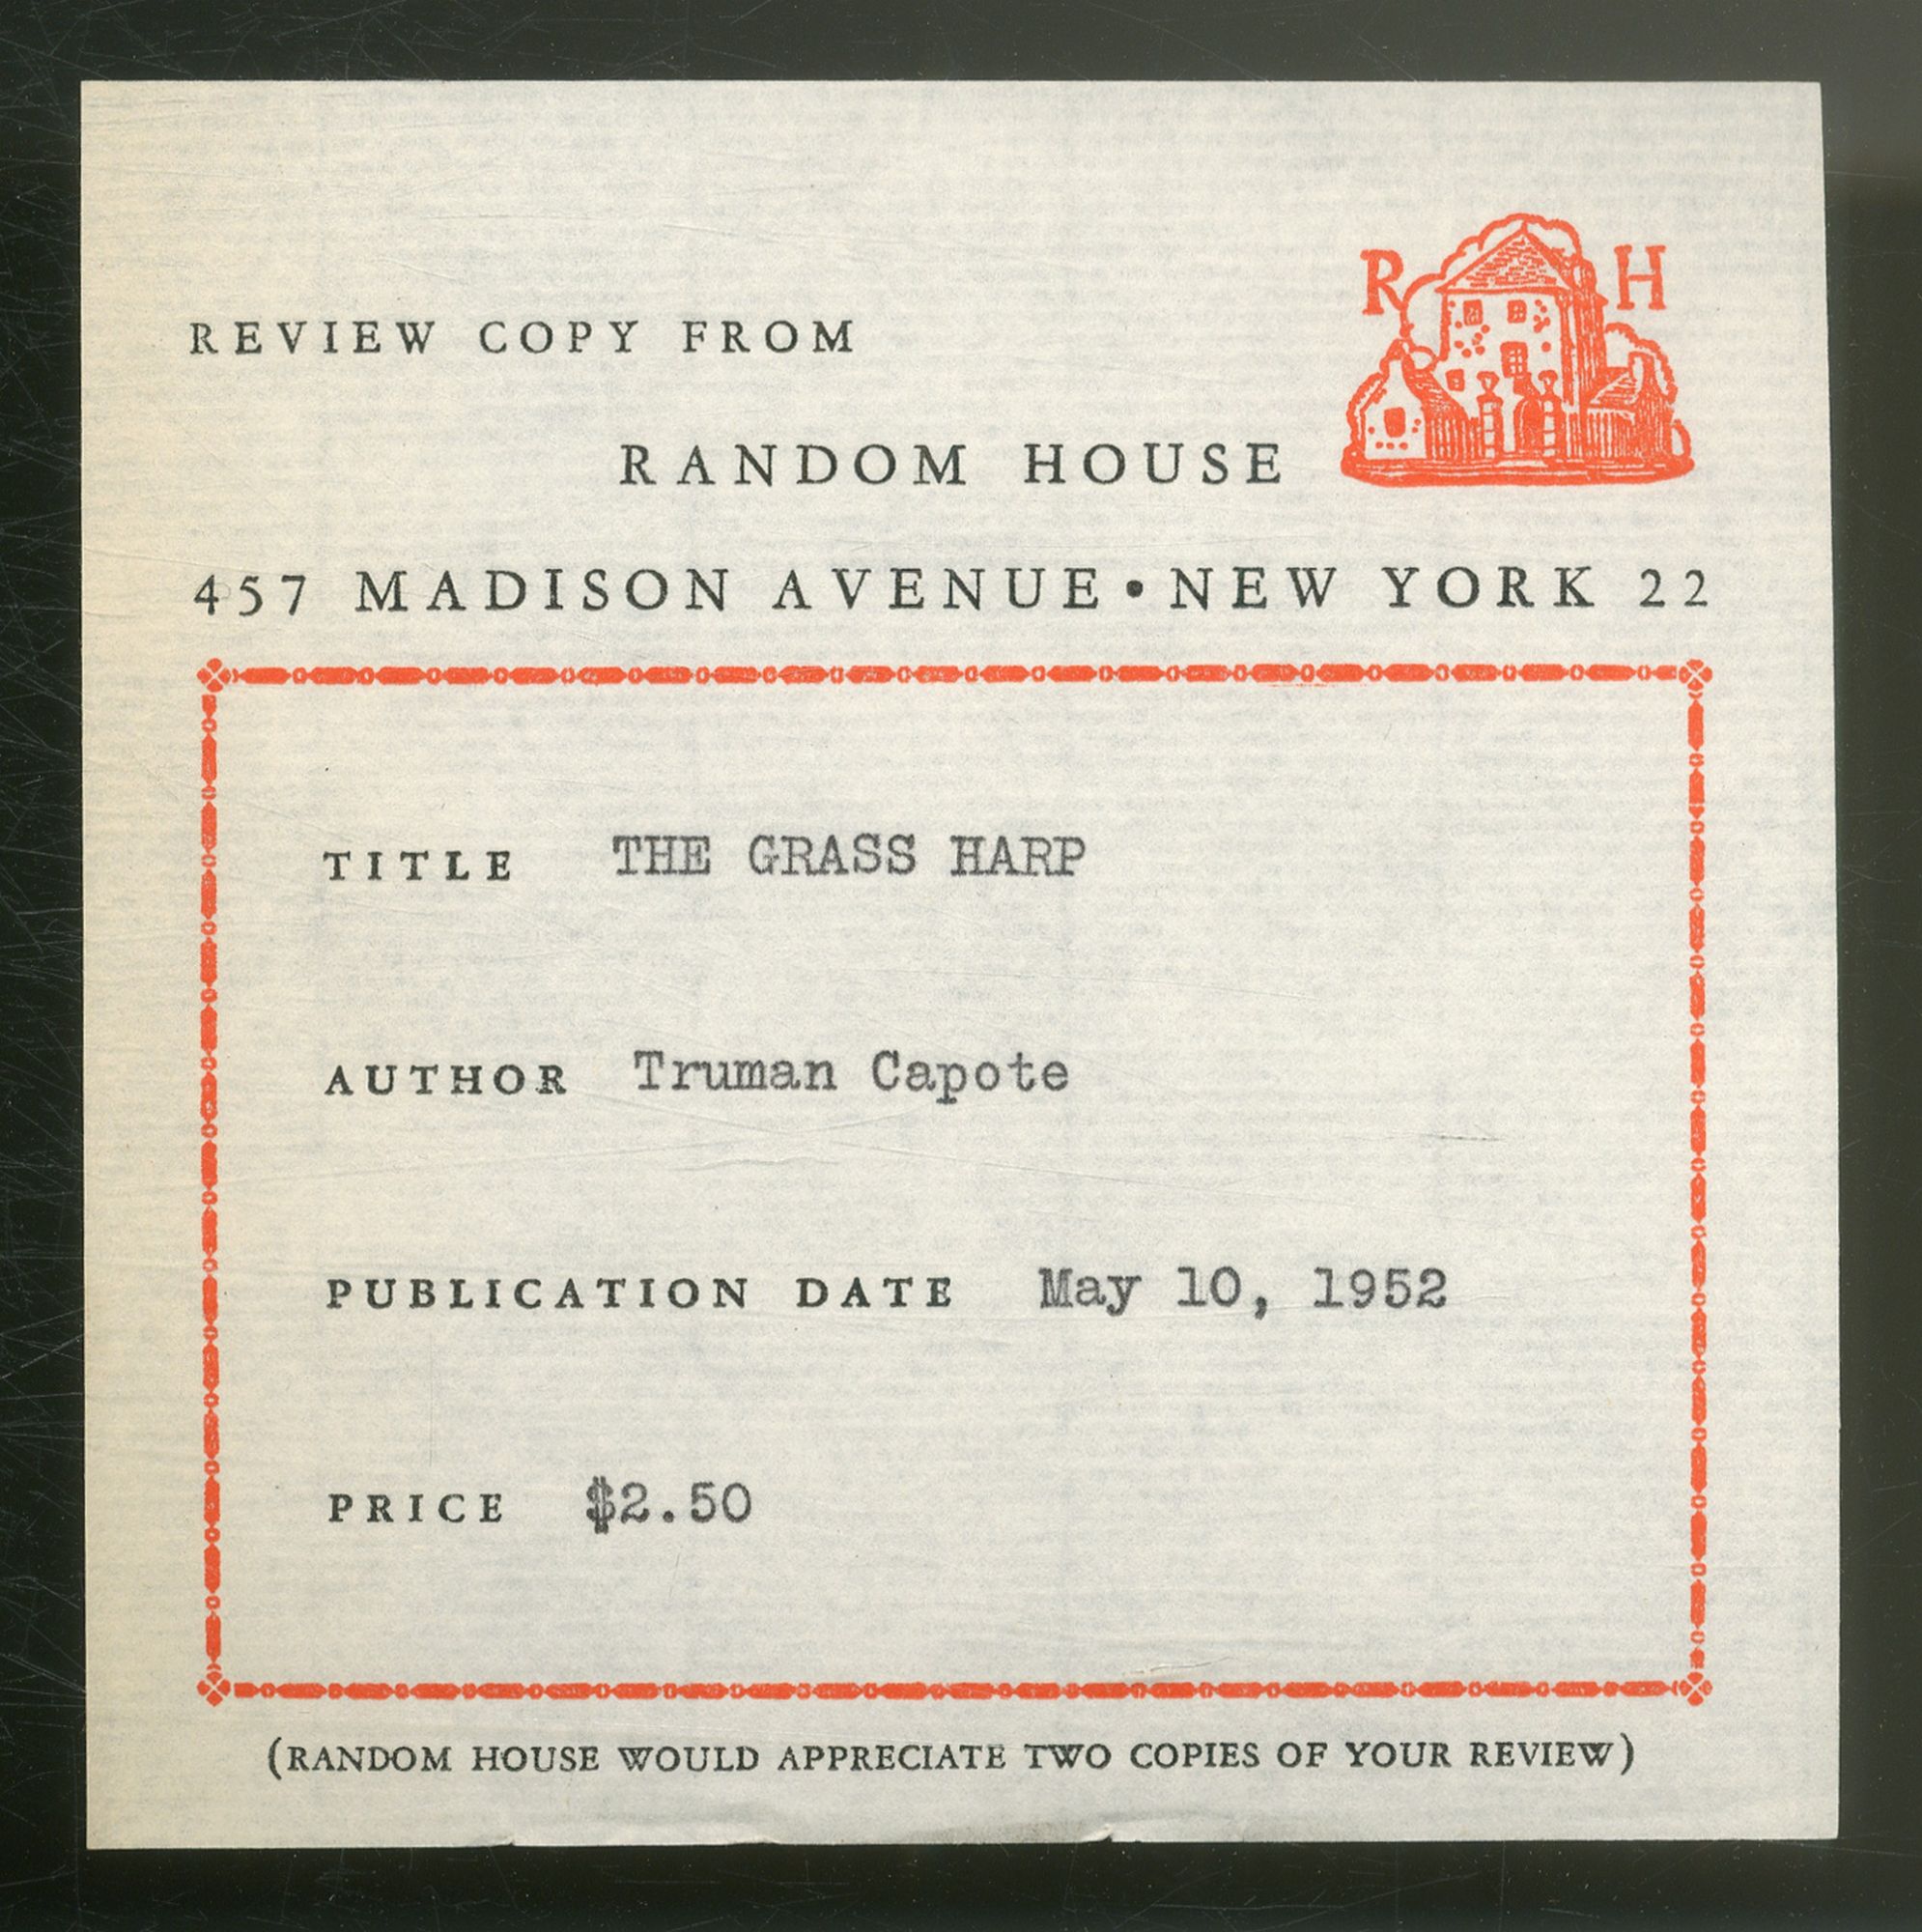 R H
REVIEW COPY FROM
RANDOM HOUSE
457 MADISON AVENUE • NEW YORK 22
TITLE THE GRASS HARP
AUTHOR Truman Capote
PUBLICATION DATE May 10, 1952
PRICE $2.50
(RANDOM HOUSE WOULD APPRECIATE TWO COPIES OF YOUR REVIEW)